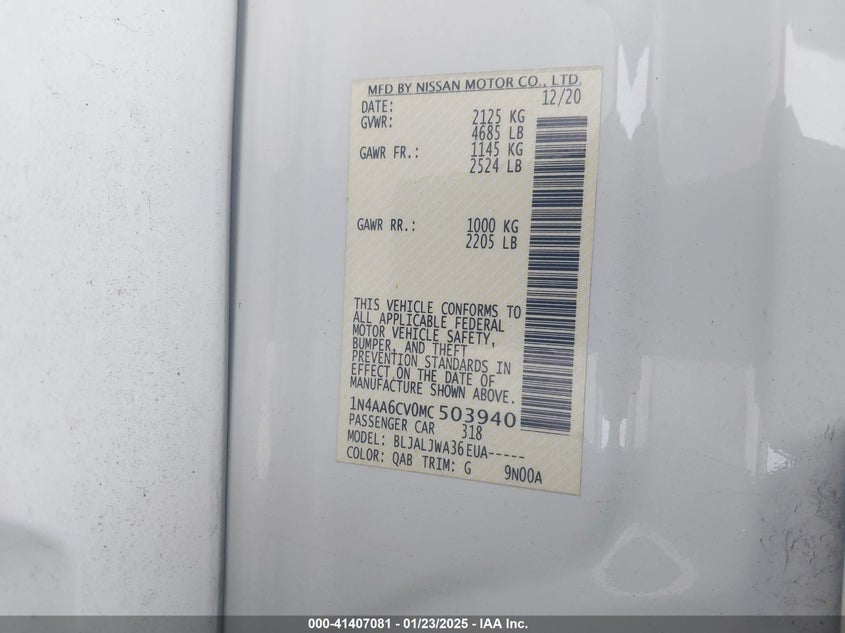 MFD BY NISSAN MOTOR CO., LTD.
DATE: 12/20
GVWR: 2125 KG
4685 LB
GAWR FR.: 1145 KG
2524 LB
GAWR RR.: 1000 KG
2205 LB
THIS VEHICLE CONFORMS TO
ALL APPLICABLE FEDERAL
MOTOR VEHICLE SAFETY,
BUMPER, AND THEFT
PREVENTION STANDARDS IN
EFFECT ON THE DATE OF
MANUFACTURE SHOWN ABOVE.
1N4AA6CV0MC503940
PASSENGER CAR 318
MODEL: BLJALJWA36EUA-----
COLOR: QAB TRIM: G 9N00A
000-41407081 - 01/23/2025 - IAA Inc.